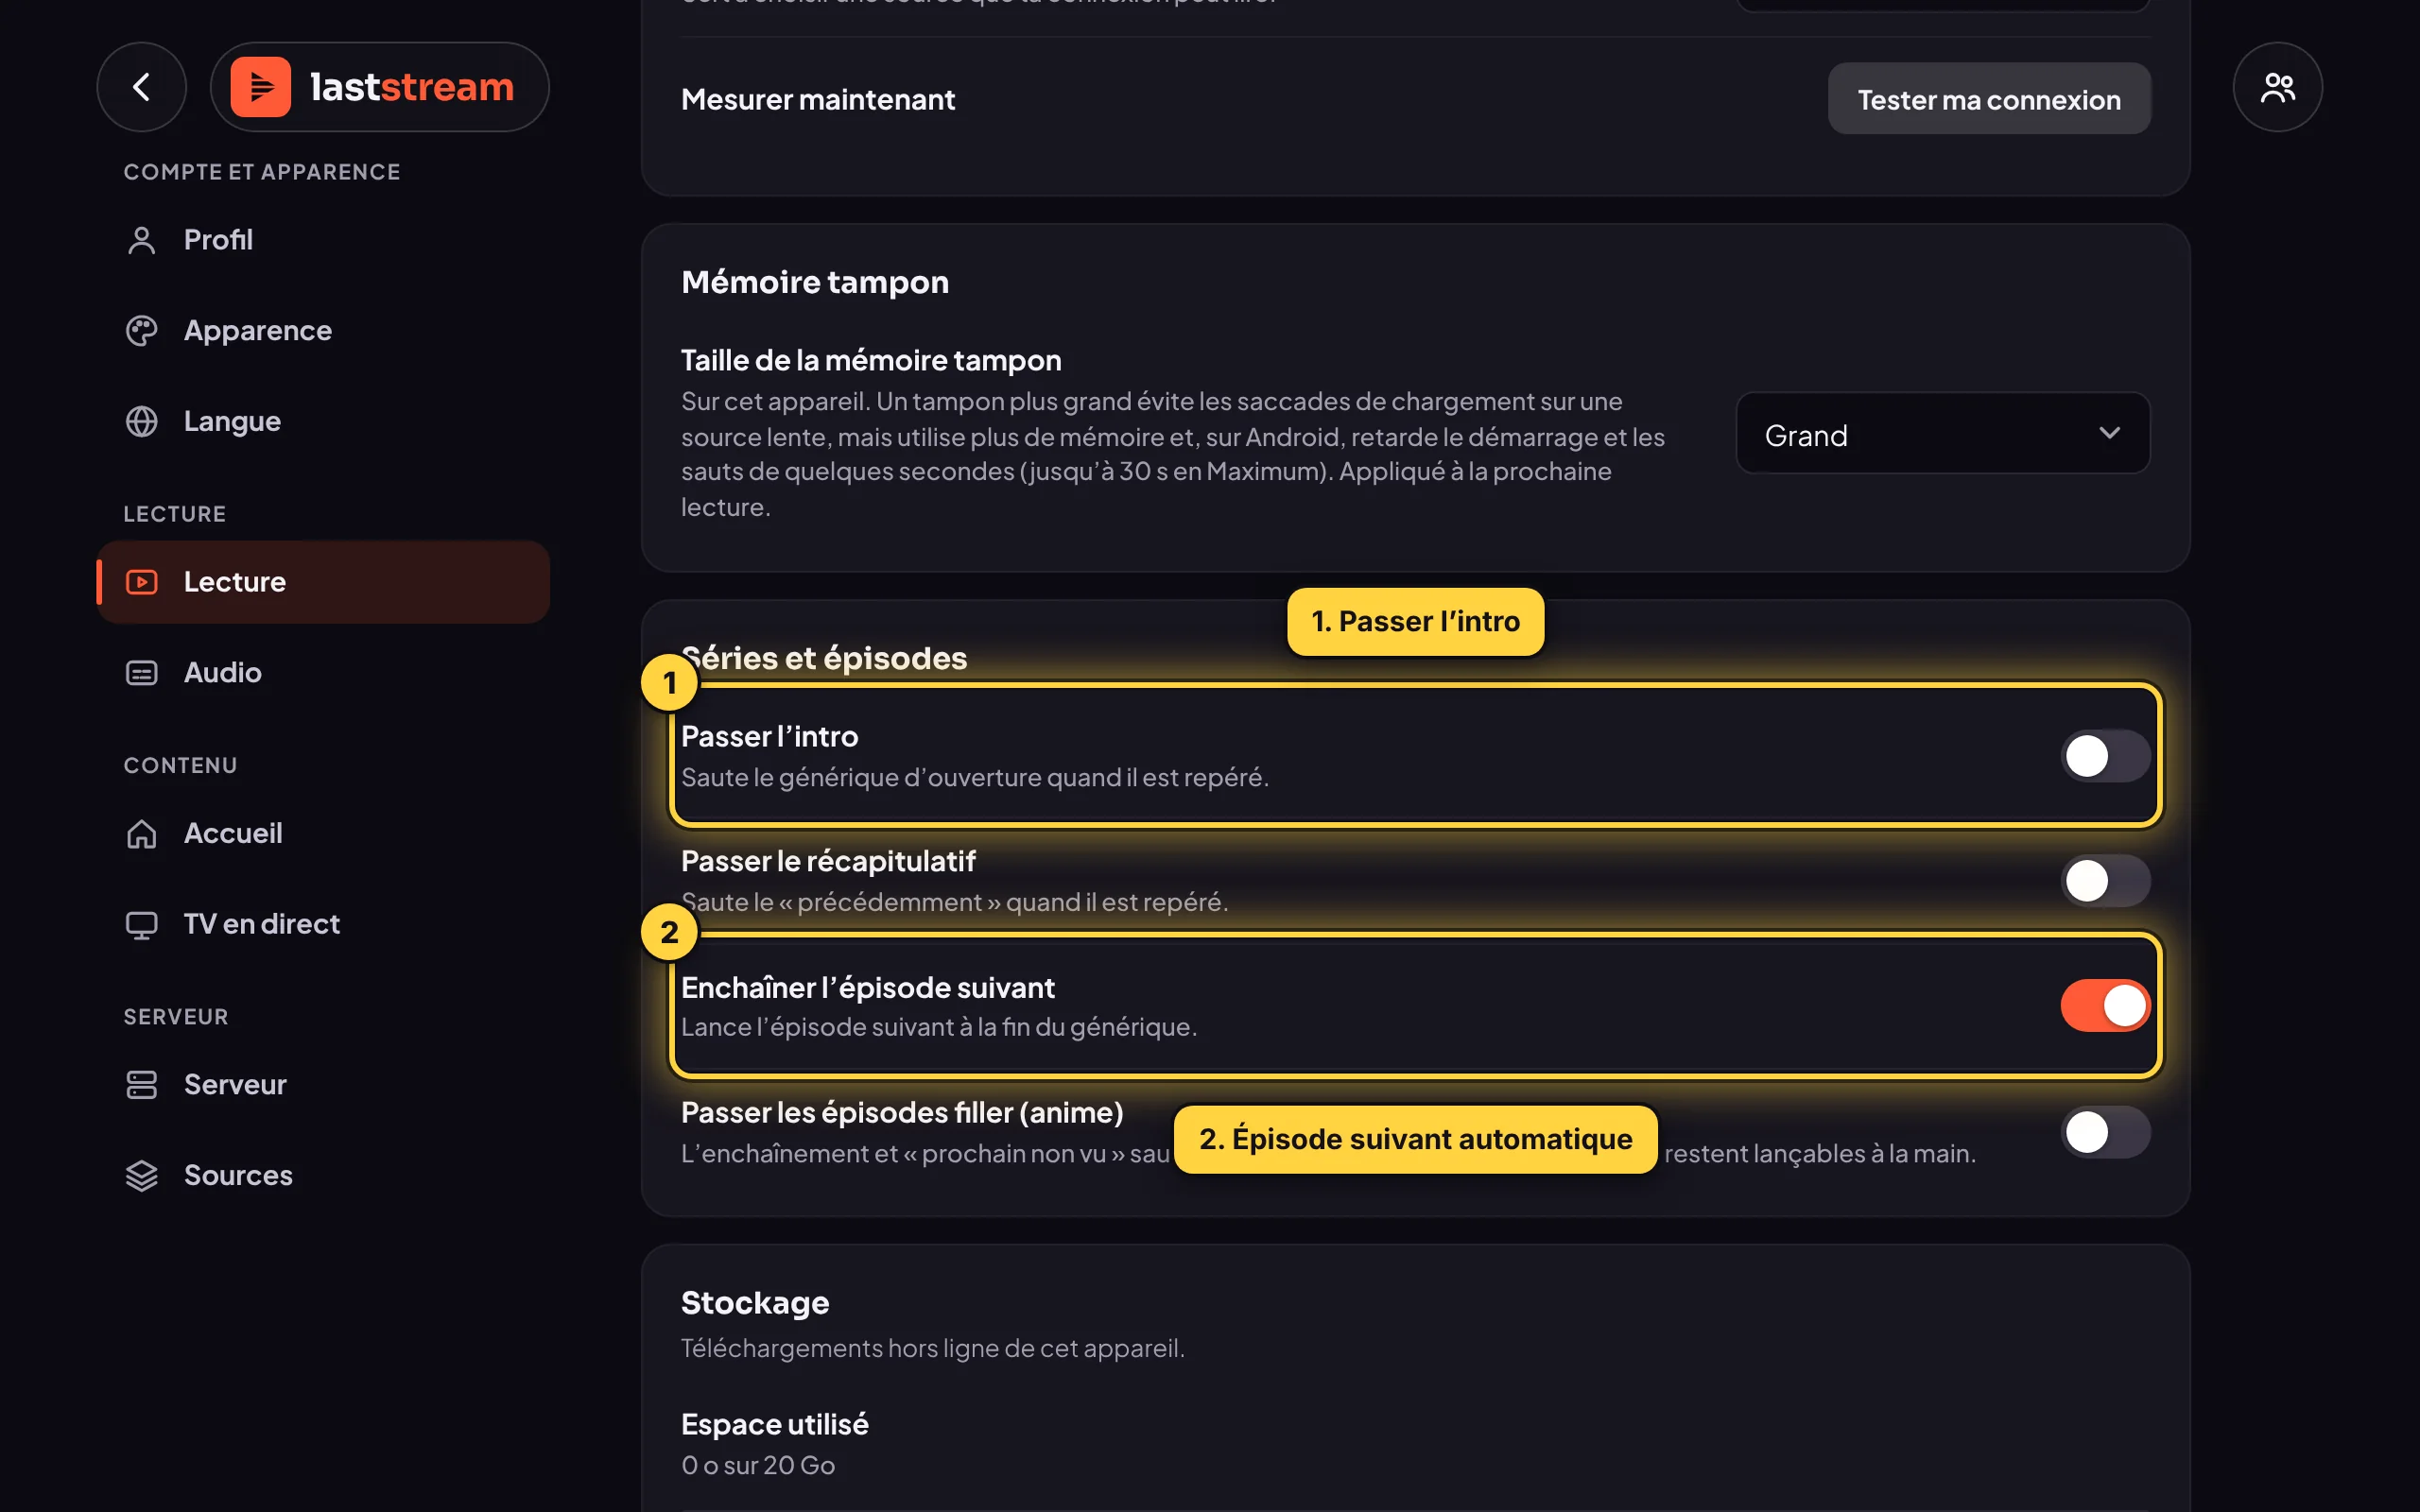 laststream
COMPTE ET APPARENCE
Profil
Apparence
Langue
LECTURE
Lecture
Audio
CONTENU
Accueil
TV en direct
SERVEUR
Serveur
Sources
Mesurer maintenant
Tester ma connexion
Mémoire tampon
Taille de la mémoire tampon
Sur cet appareil. Un tampon plus grand évite les saccades de chargement sur une
source lente, mais utilise plus de mémoire et, sur Android, retarde le démarrage et les
sauts de quelques secondes (jusqu’à 30 s en Maximum). Appliqué à la prochaine
lecture.
Grand
1. Passer l’intro
Séries et épisodes
1
Passer l’intro
Saute le générique d’ouverture quand il est repéré.
Passer le récapitulatif
Saute le « précédemment » quand il est repéré.
2
Enchaîner l’épisode suivant
Lance l’épisode suivant à la fin du générique.
Passer les épisodes filler (anime)
L’enchaînement et « prochain non vu » restent lançables à la main.
2. Épisode suivant automatique
Stockage
Téléchargements hors ligne de cet appareil.
Espace utilisé
0 o sur 20 Go